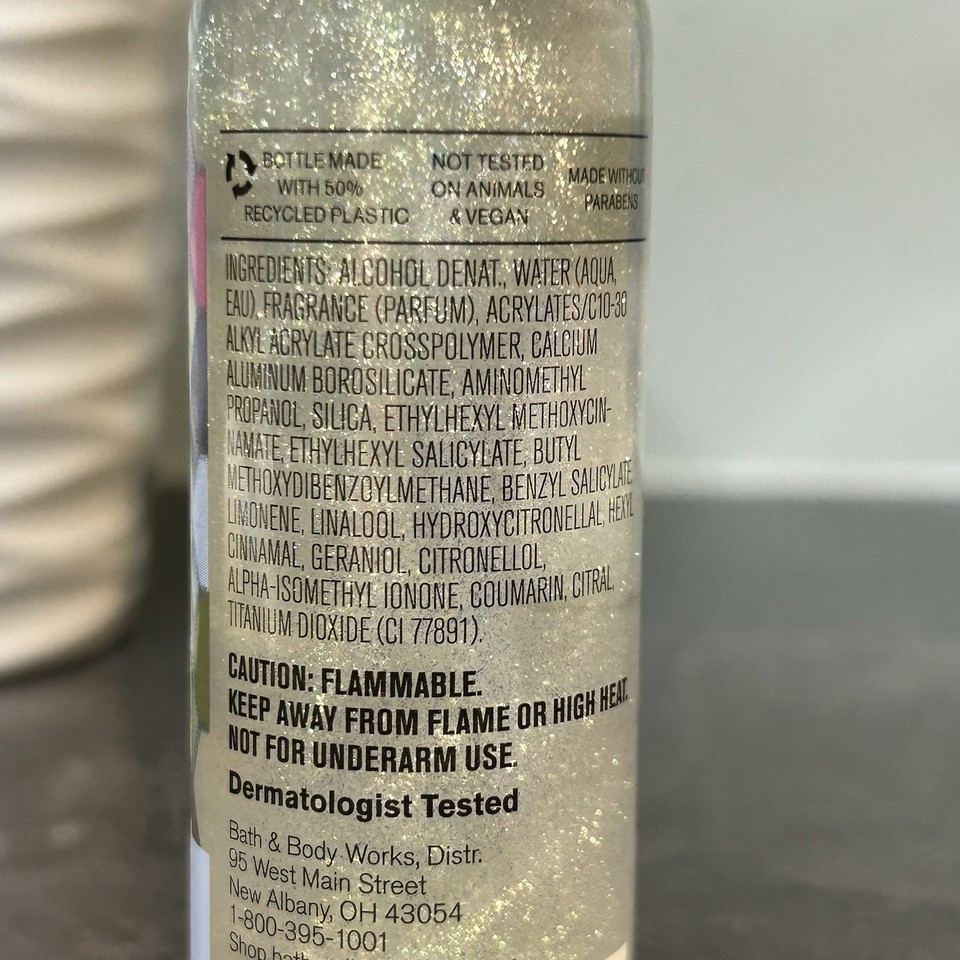 BOTTLE MADE
WITH 50%
RECYCLED PLASTIC
NOT TESTED
ON ANIMALS
& VEGAN
MADE WITHOUT
PARABENS
INGREDIENTS: ALCOHOL DENAT., WATER (AQUA,
EAU), FRAGRANCE (PARFUM), ACRYLATES/C10-30
ALKYL ACRYLATE CROSSPOLYMER, CALCIUM
ALUMINUM BOROSILICATE, AMINOMETHYL
PROPANOL, SILICA, ETHYLHEXYL METHOXYCIN-
NAMATE, ETHYLHEXYL SALICYLATE, BUTYL
METHOXYDIBENZOYLMETHANE, BENZYL SALICYLATE,
LIMONENE, LINALOOL, HYDROXYCITRONELLAL, HEXYL
CINNAMAL, GERANIOL, CITRONELLOL,
ALPHA-ISOMETHYL IONONE, COUMARIN, CITRAL,
TITANIUM DIOXIDE (CI 77891).
CAUTION: FLAMMABLE.
KEEP AWAY FROM FLAME OR HIGH HEAT.
NOT FOR UNDERARM USE.
Dermatologist Tested
Bath & Body Works, Distr.
95 West Main Street
New Albany, OH 43054
1-800-395-1001
Shop